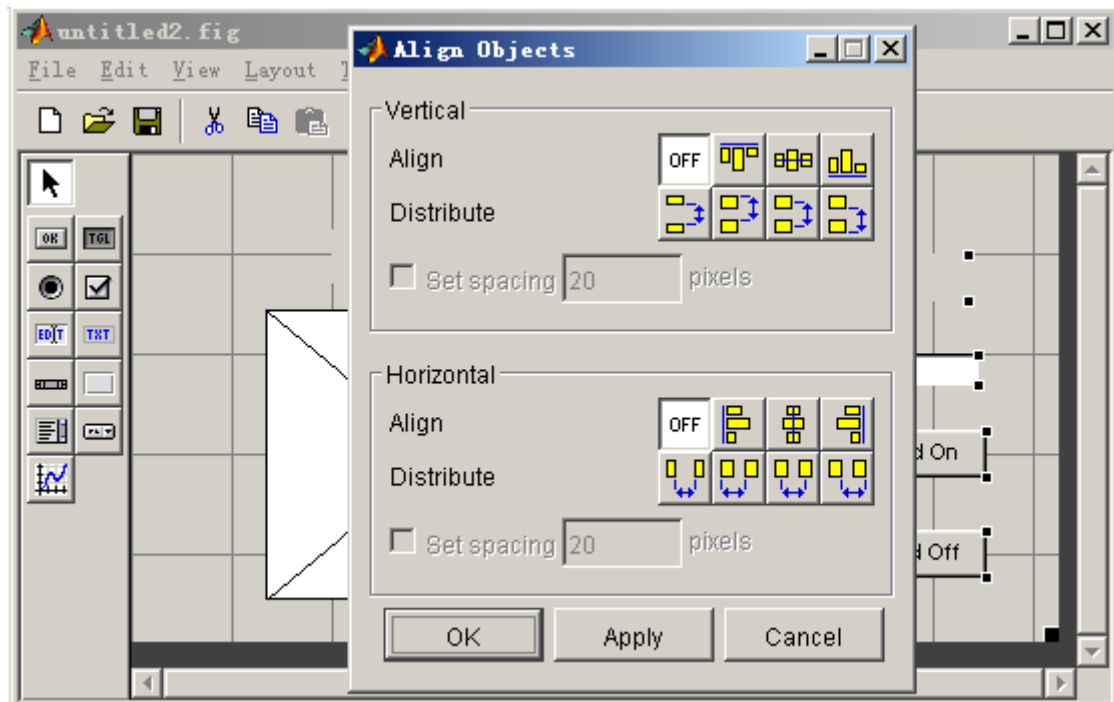 untitled2.fig
File Edit View Layout
Align Objects
Vertical
Align
OFF
Distribute
Set spacing 20 pixels
Horizontal
Align
OFF
Distribute
Set spacing 20 pixels
OK Apply Cancel
OK TGL
EDIT TXT
On
Off